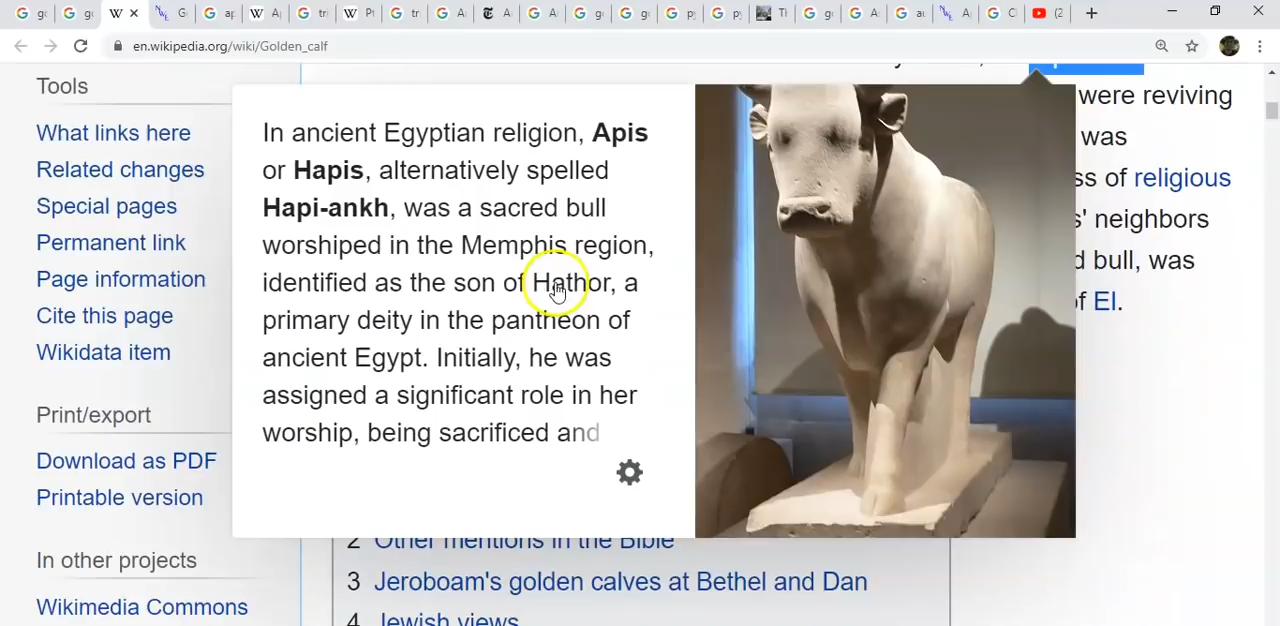 en.wikipedia.org/wiki/Golden_calf
Tools
What links here
Related changes
Special pages
Permanent link
Page information
Cite this page
Wikidata item
Print/export
Download as PDF
Printable version
In other projects
Wikimedia Commons
In ancient Egyptian religion, Apis
or Hapis, alternatively spelled
Hapi-ankh, was a sacred bull
worshiped in the Memphis region,
identified as the son of Hathor, a
primary deity in the pantheon of
ancient Egypt. Initially, he was
assigned a significant role in her
worship, being sacrificed and
were reviving
was
ss of religious
s' neighbors
d bull, was
of El.
2 Other mentions in the Bible
3 Jeroboam's golden calves at Bethel and Dan
4 Jewish views